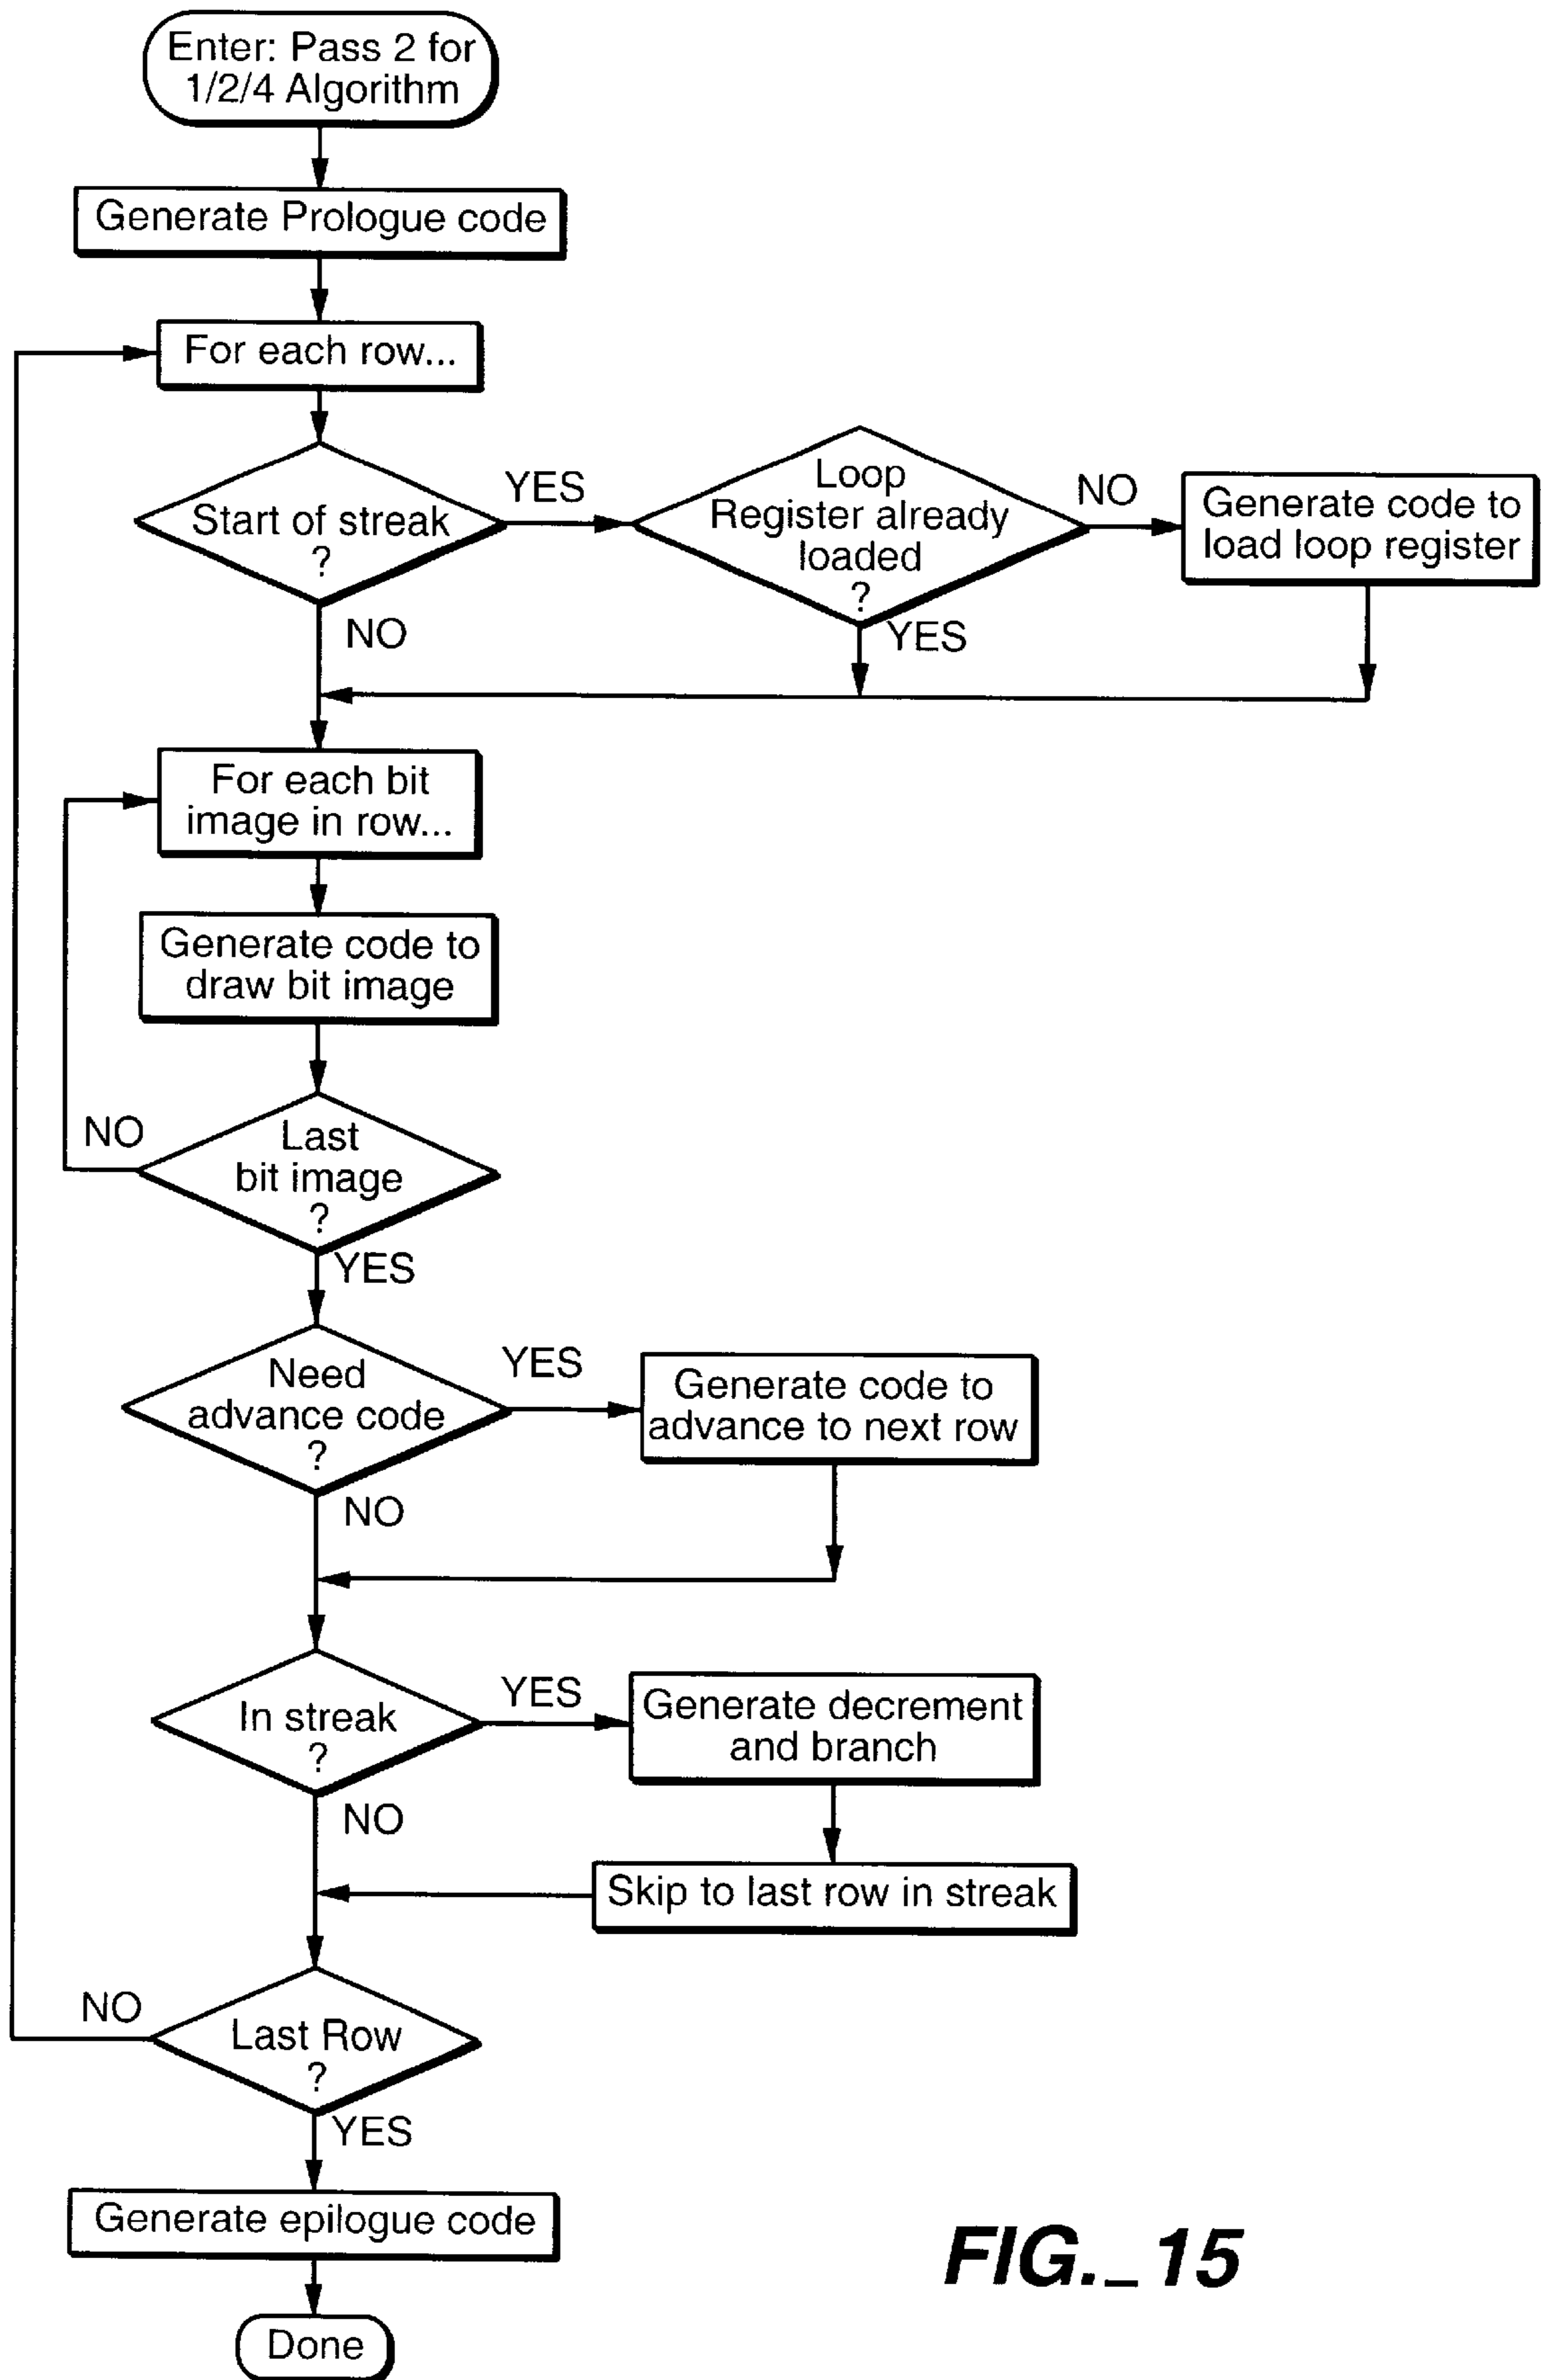 Enter: Pass 2 for
1/2/4 Algorithm
Generate Prologue code
For each row...
Start of streak
?
YES
NO
Loop
Register already
loaded
?
NO
YES
Generate code to
load loop register
For each bit
image in row...
Generate code to
draw bit image
Last
bit image
?
NO
YES
Need
advance code
?
YES
NO
Generate code to
advance to next row
In streak
?
YES
NO
Generate decrement
and branch
Skip to last row in streak
Last Row
?
NO
YES
Generate epilogue code
Done
FIG._ 15